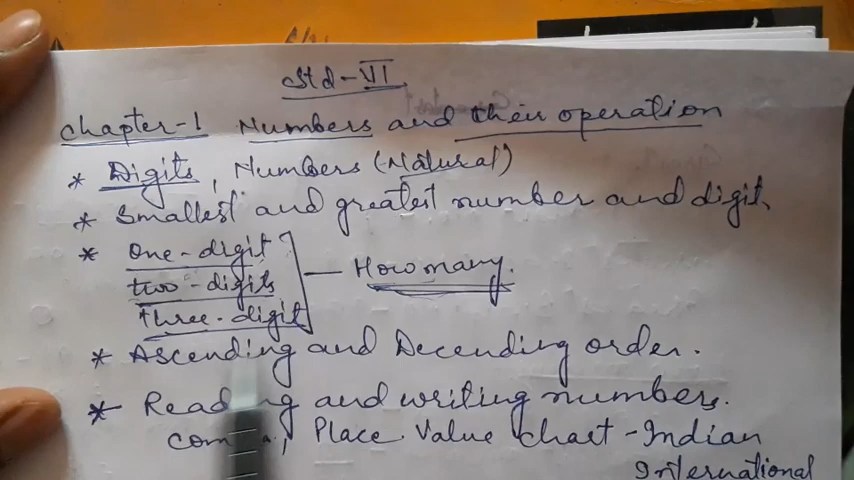 Std-VI
Chapter-1 Numbers and their operation
* Digits, Numbers (Natural)
* Smallest and greatest number and digit.
* One-digit
two-digits
three-digit
— How many.
* Ascending and Decending order.
* Reading and writing numbers.
Place Value chart - Indian
International